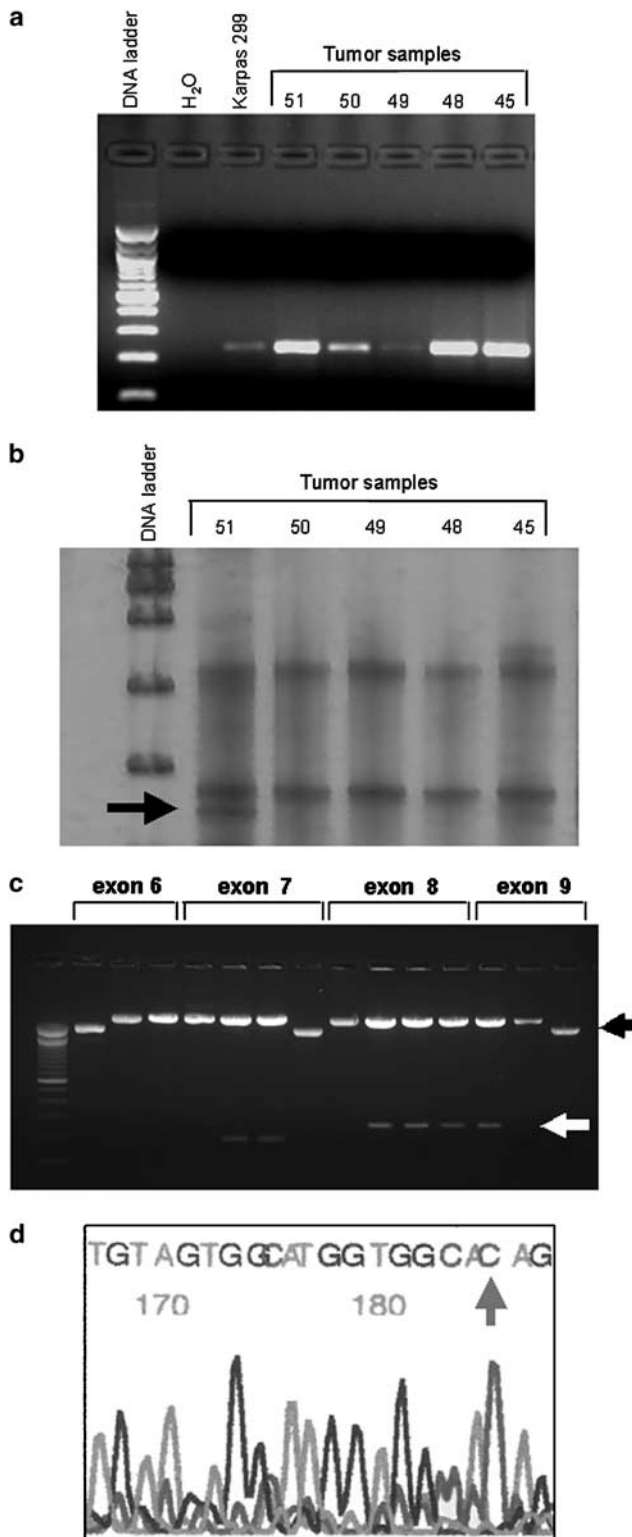 a
DNA ladder
H₂O
Karpas 299
Tumor samples
51 50 49 48 45
b
DNA ladder
Tumor samples
51 50 49 48 45
c
exon 6 exon 7 exon 8 exon 9
d
TGTAGTGGCATGGTGGCACAG
170 180